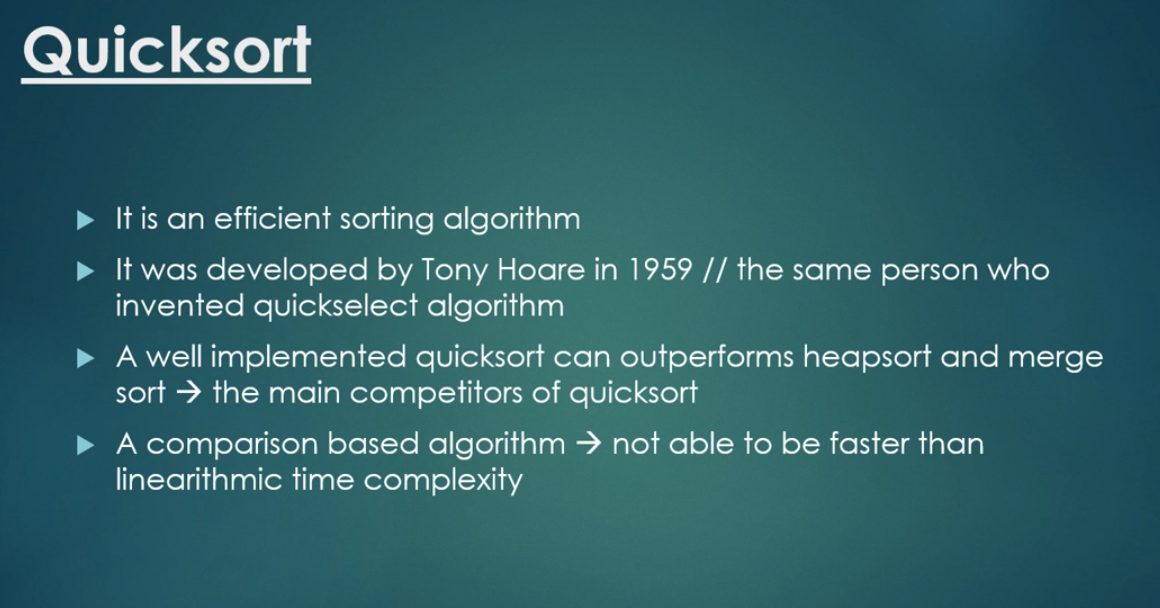 Quicksort
It is an efficient sorting algorithm
It was developed by Tony Hoare in 1959 // the same person who
invented quickselect algorithm
A well implemented quicksort can outperforms heapsort and merge
sort → the main competitors of quicksort
A comparison based algorithm → not able to be faster than
linearithmic time complexity